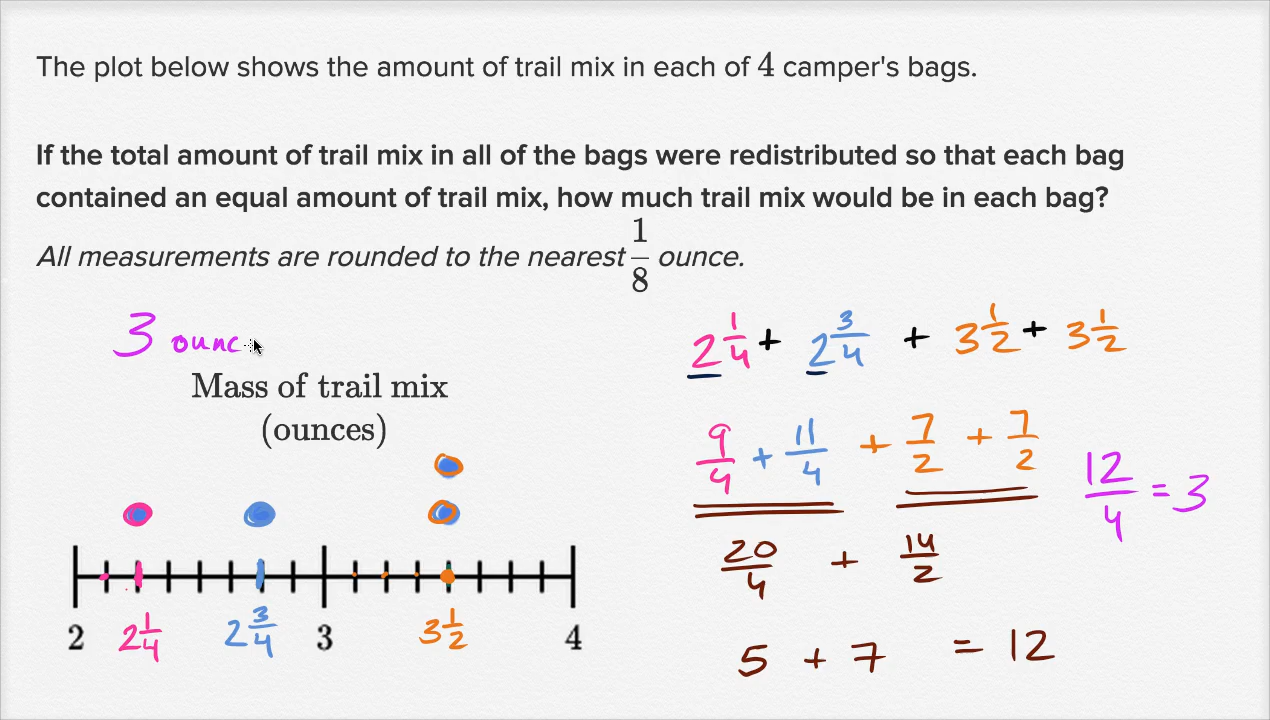 The plot below shows the amount of trail mix in each of 4 camper's bags.
If the total amount of trail mix in all of the bags were redistributed so that each bag
contained an equal amount of trail mix, how much trail mix would be in each bag?
All measurements are rounded to the nearest 1/8 ounce.
3 ounc
Mass of trail mix
(ounces)
2 2 1/4 2 3/4 3 3 1/2 4
2 1/4 + 2 3/4 + 3 1/2 + 3 1/2
9/4 + 11/4 + 7/2 + 7/2
20/4 + 14/2
5 + 7 = 12
12/4 = 3